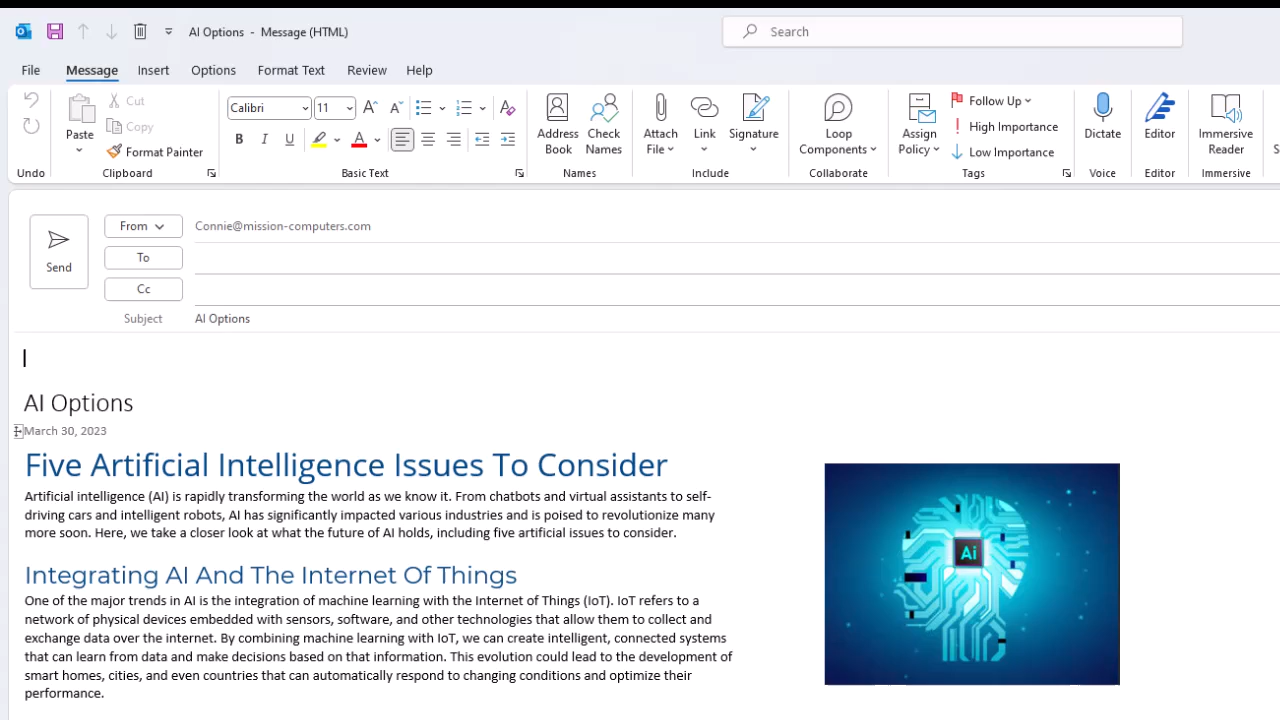 AI Options - Message (HTML)
Search
File Message Insert Options Format Text Review Help
Paste
Cut
Copy
Format Painter
Calibri 11
B I U A
Address Book
Check Names
Attach File
Link
Signature
Loop Components
Assign Policy
Follow Up
High Importance
Low Importance
Dictate
Editor
Immersive Reader
Undo Clipboard Basic Text Names Include Collaborate Tags Voice Editor Immersive
Send
From Connie@mission-computers.com
To
Cc
Subject AI Options
AI Options
March 30, 2023
Five Artificial Intelligence Issues To Consider
Artificial intelligence (AI) is rapidly transforming the world as we know it. From chatbots and virtual assistants to self-
driving cars and intelligent robots, AI has significantly impacted various industries and is poised to revolutionize many
more soon. Here, we take a closer look at what the future of AI holds, including five artificial issues to consider.
Integrating AI And The Internet Of Things
One of the major trends in AI is the integration of machine learning with the Internet of Things (IoT). IoT refers to a
network of physical devices embedded with sensors, software, and other technologies that allow them to collect and
exchange data over the internet. By combining machine learning with IoT, we can create intelligent, connected systems
that can learn from data and make decisions based on that information. This evolution could lead to the development of
smart homes, cities, and even countries that can automatically respond to changing conditions and optimize their
performance.
Ai